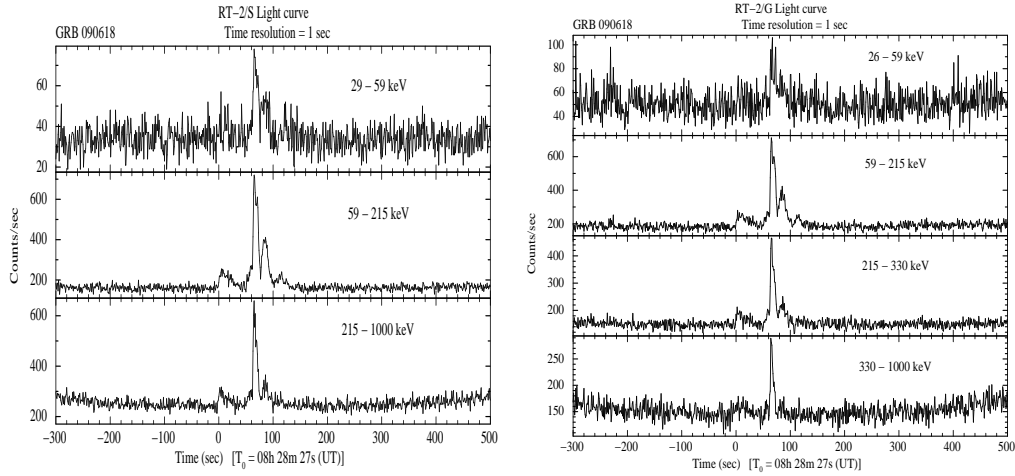 RT−2/S Light curve
GRB 090618
Time resolution = 1 sec
29 − 59 keV
60
40
20
59 − 215 keV
600
400
200
215 − 1000 keV
600
400
200
Counts/sec
−300 −200 −100 0 100 200 300 400 500
Time (sec) [T0 = 08h 28m 27s (UT)]
RT−2/G Light curve
GRB 090618
Time resolution = 1 sec
26 − 59 keV
100
80
60
40
59 − 215 keV
600
400
200
215 − 330 keV
400
300
200
330 − 1000 keV
250
200
150
Counts/sec
−300 −200 −100 0 100 200 300 400 500
Time (sec) [T0 = 08h 28m 27s (UT)]